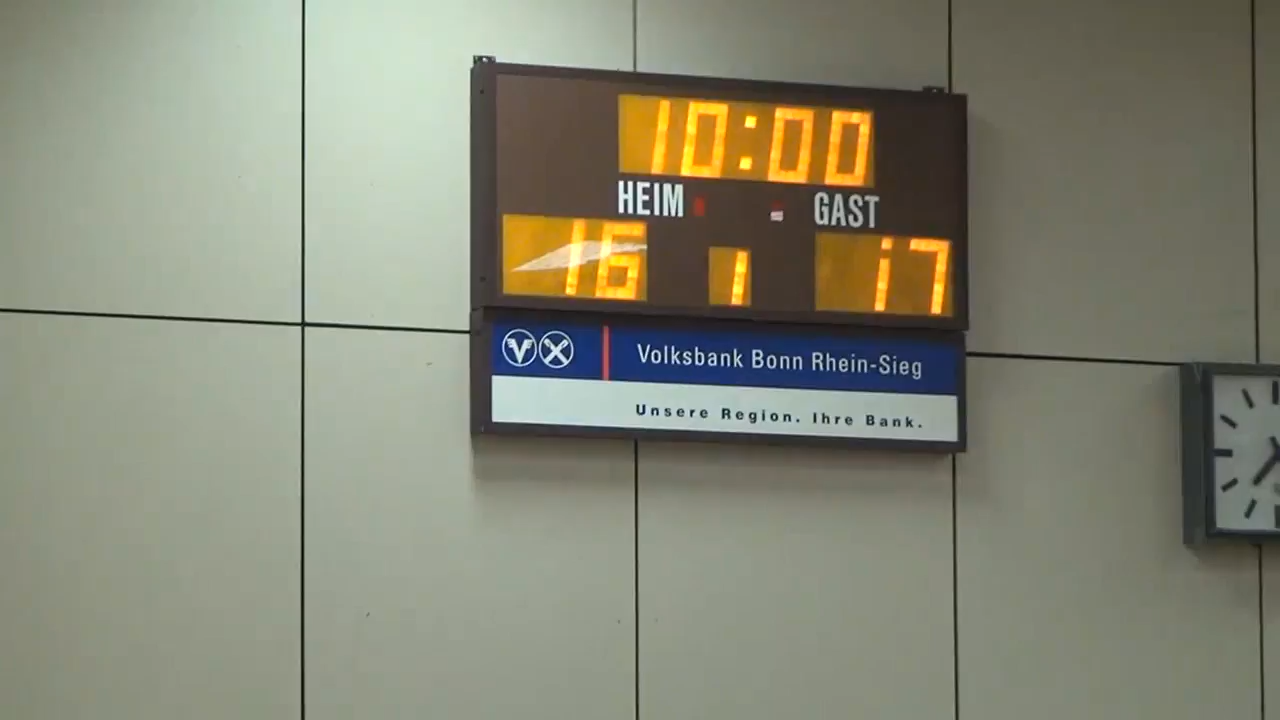 10:00
HEIM GAST
16 1 17
Volksbank Bonn Rhein-Sieg
Unsere Region. Ihre Bank.